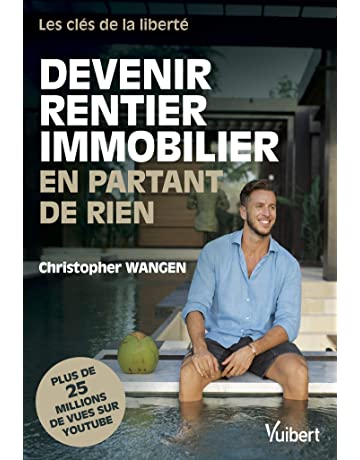 Les clés de la liberté
DEVENIR
RENTIER
IMMOBILIER
EN PARTANT
DE RIEN
Christopher WANGEN
PLUS DE
25
MILLIONS
DE VUES SUR
YOUTUBE
Vuibert